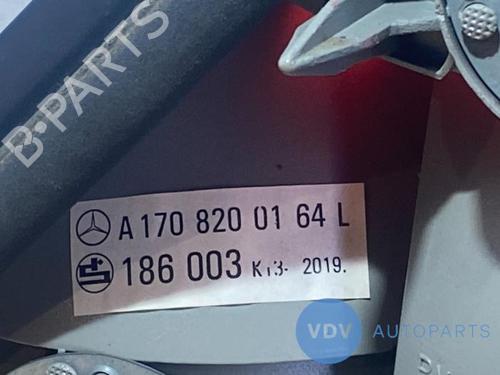 B-PARTS
A 170 820 01 64 L
186 003 K13- 2019.
VDV AUTOPARTS